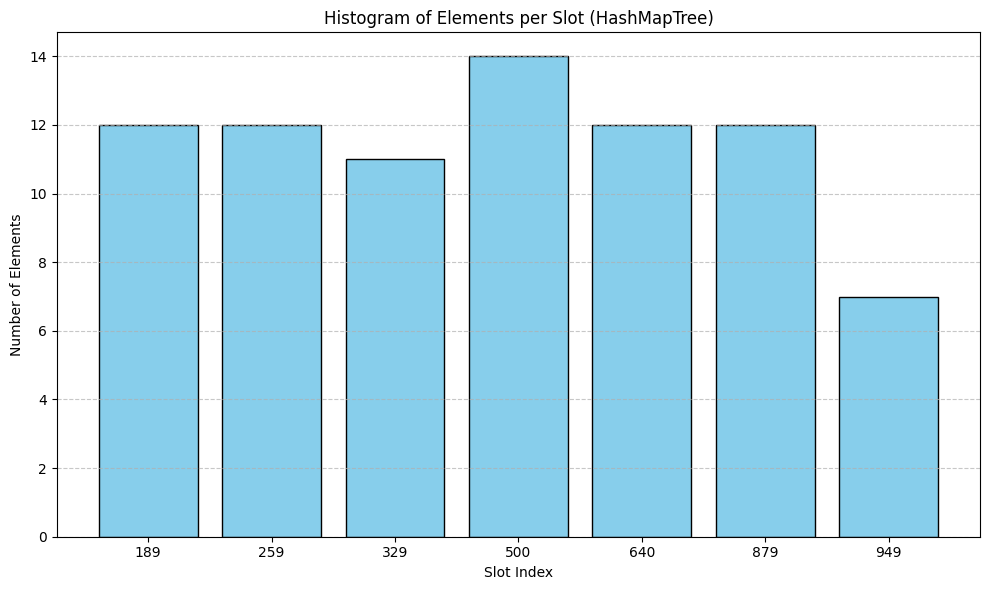 Histogram of Elements per Slot (HashMapTree)
Number of Elements
14
12
10
8
6
4
2
0
189 259 329 500 640 879 949
Slot Index